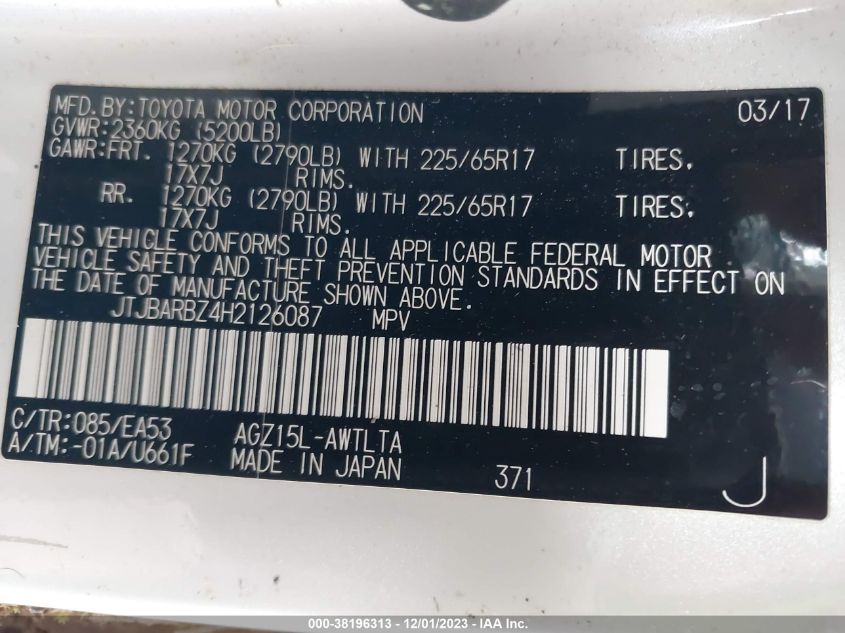 MFD. BY: TOYOTA MOTOR CORPORATION 03/17
GVWR: 2360KG (5200LB)
GAWR: FRT. 1270KG (2790LB) WITH 225/65R17 TIRES.
17X7J RIMS.
RR. 1270KG (2790LB) WITH 225/65R17 TIRES.
17X7J RIMS.
THIS VEHICLE CONFORMS TO ALL APPLICABLE FEDERAL MOTOR
VEHICLE SAFETY AND THEFT PREVENTION STANDARDS IN EFFECT ON
THE DATE OF MANUFACTURE SHOWN ABOVE.
JTJBARBZ4H2126087 MPV
C/TR: 085/EA53 AGZ15L-AWTLTA
A/TM: -01A/U661F MADE IN JAPAN 371 J
000-38196313 - 12/01/2023 - IAA Inc.